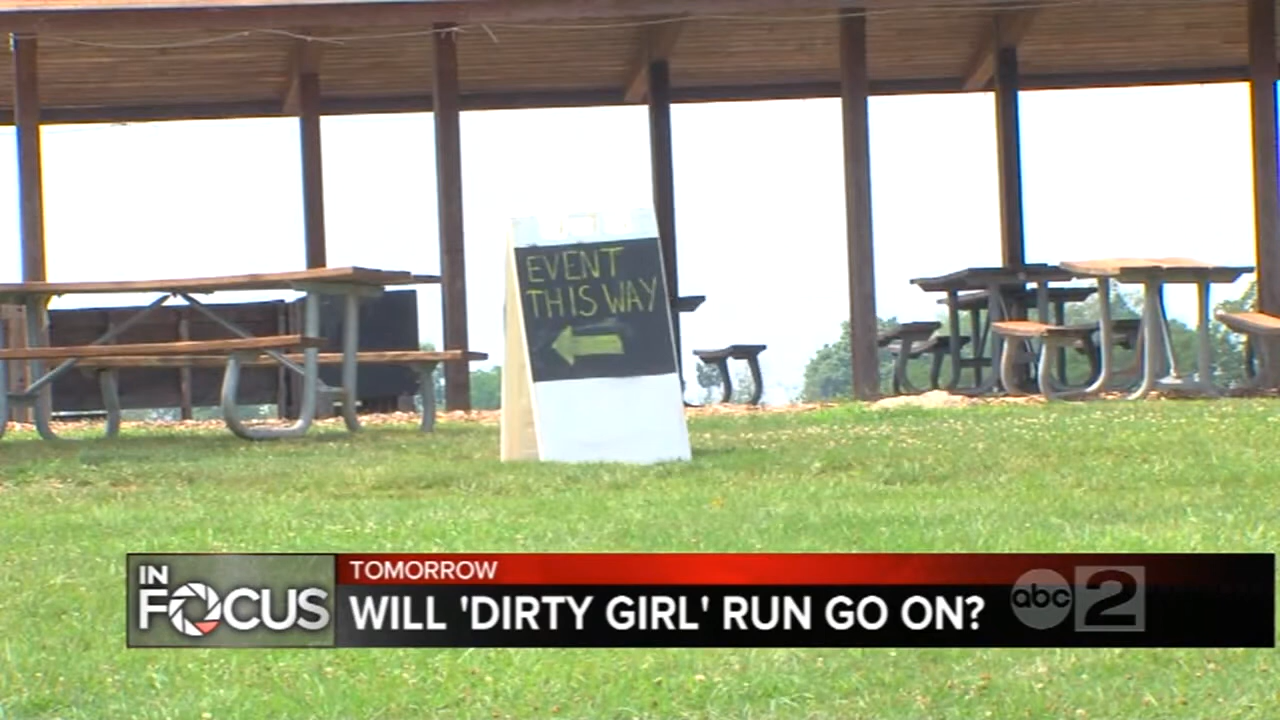 EVENT
THIS WAY
IN
FOCUS
TOMORROW
WILL 'DIRTY GIRL' RUN GO ON?
abc 2